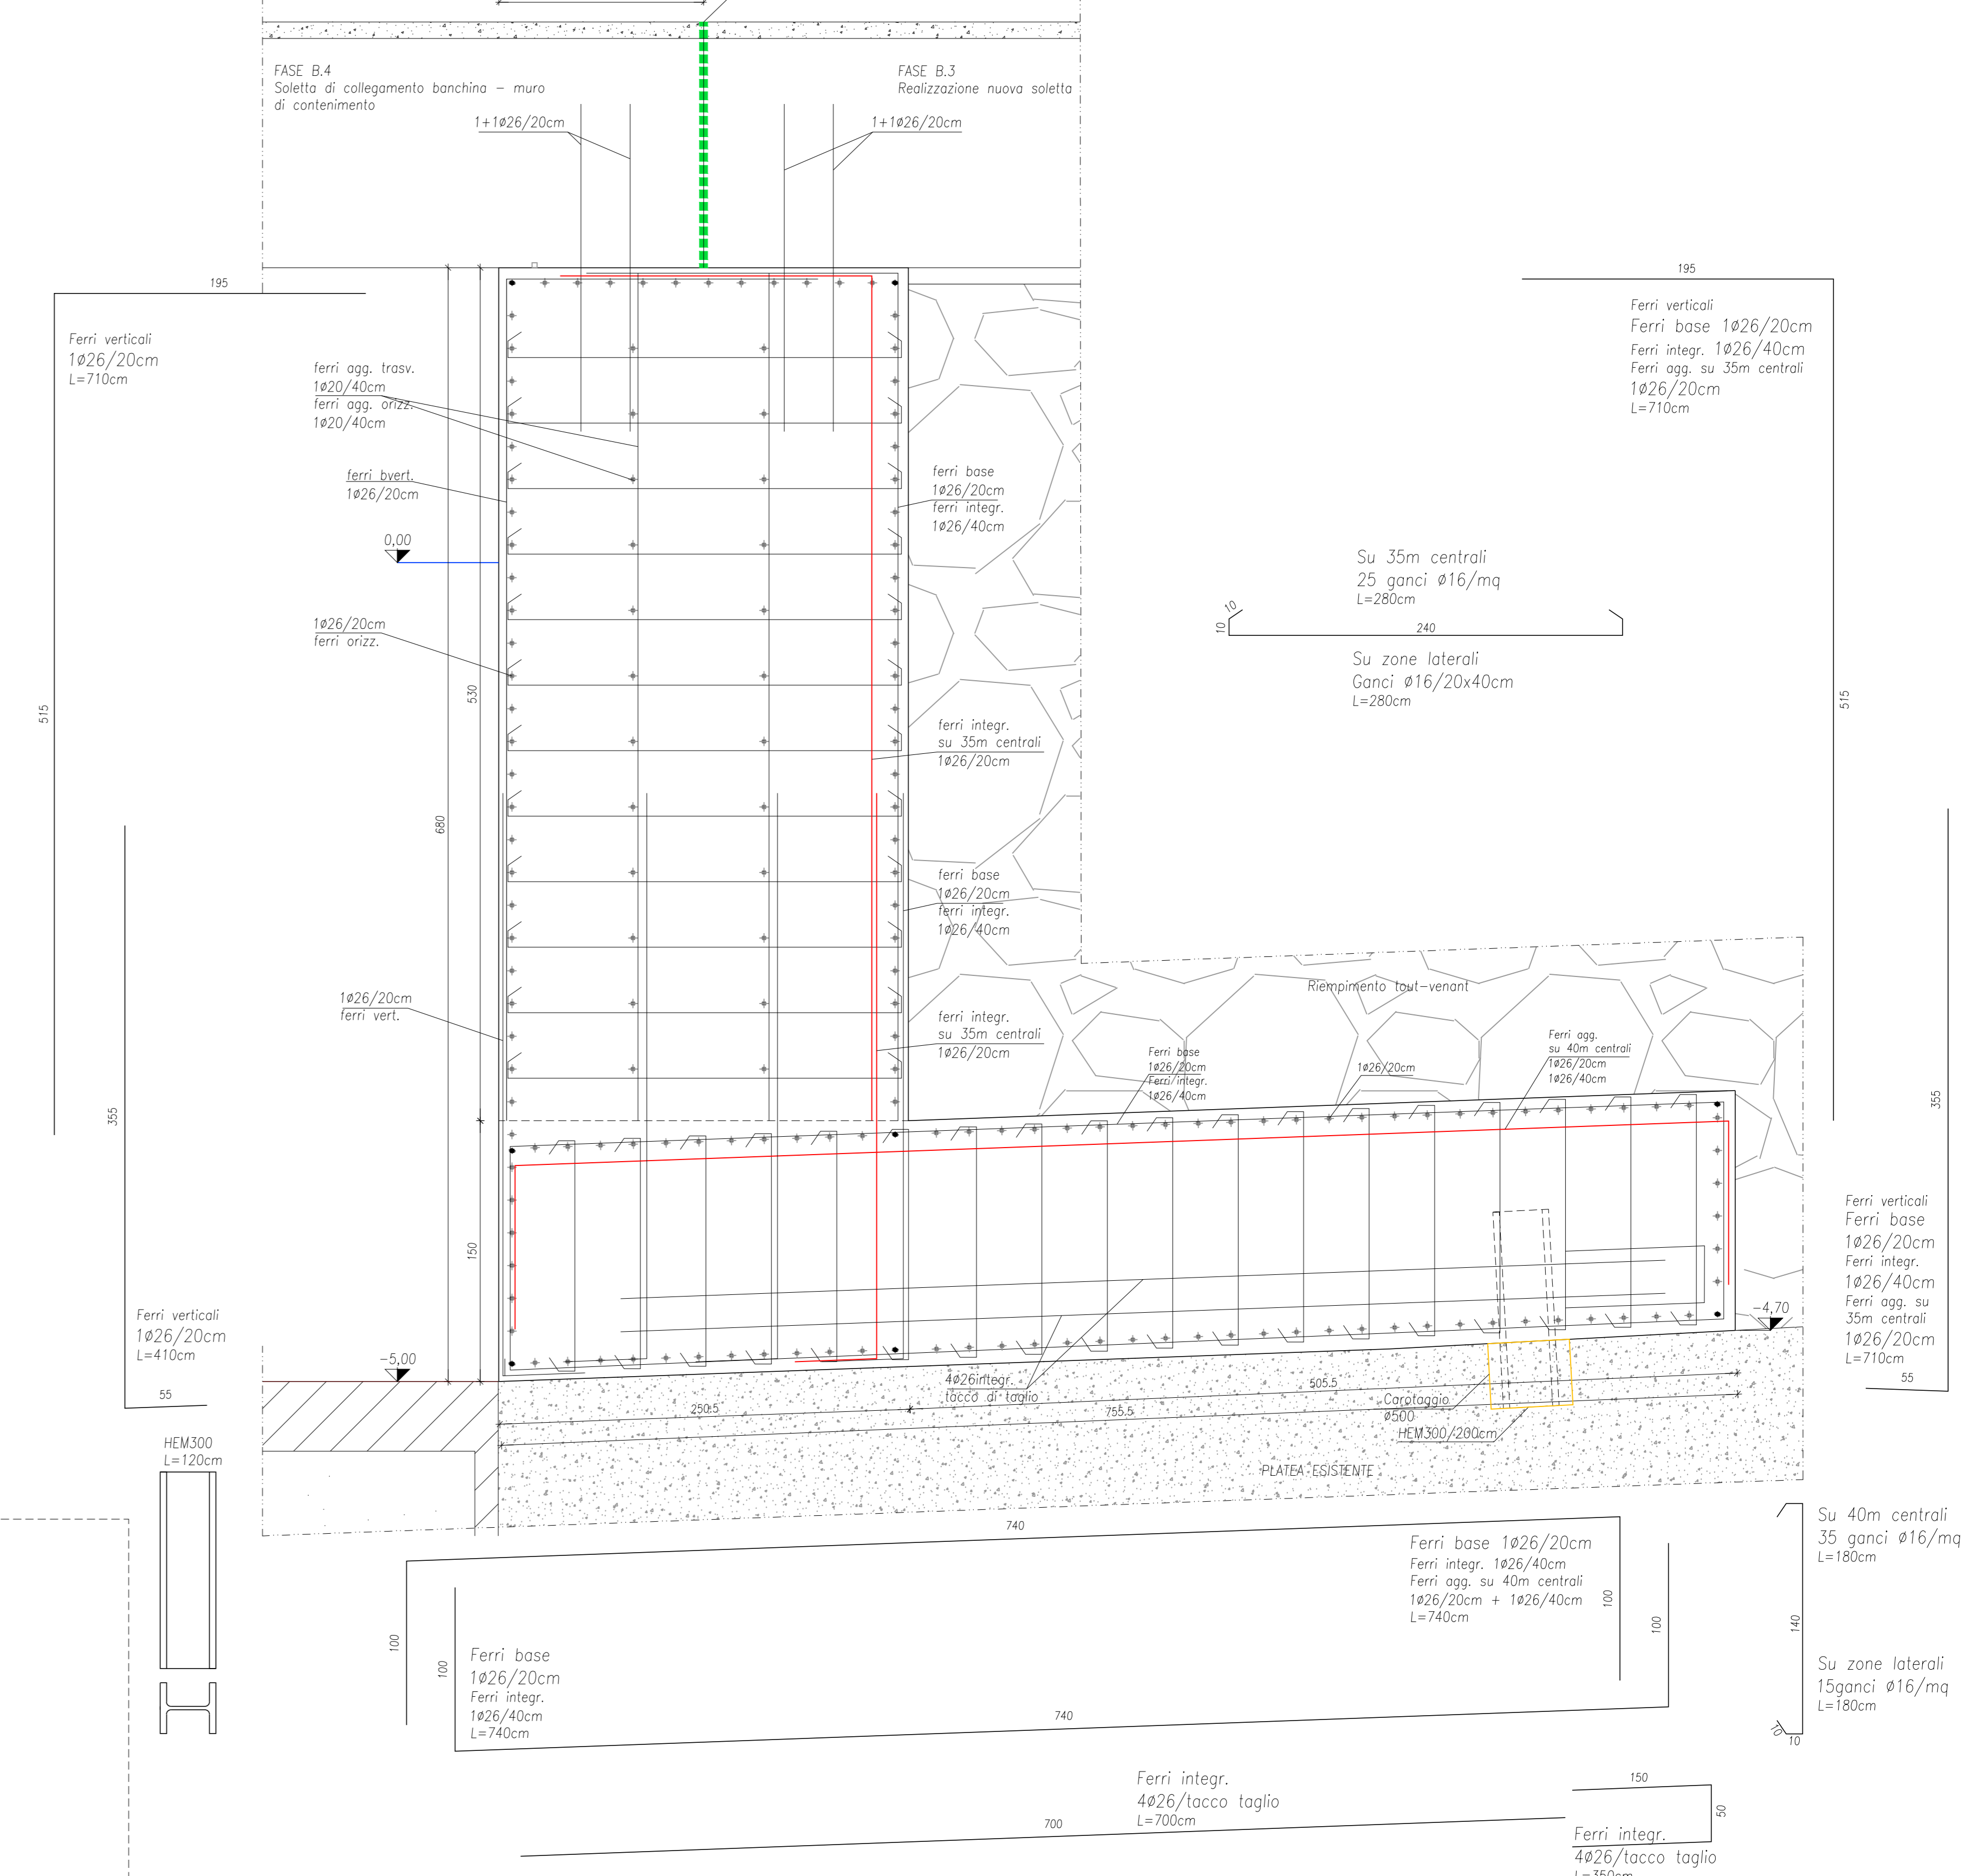 FASE B.4
Soletta di collegamento banchina – muro
di contenimento
FASE B.3
Realizzazione nuova soletta
1+1ø26/20cm
1+1ø26/20cm
195
Ferri verticali
1ø26/20cm
L=710cm
515
ferri agg. trasv.
1ø20/40cm
ferri agg. orizz.
1ø20/40cm
ferri bvert.
1ø26/20cm
0,00
1ø26/20cm
ferri orizz.
530
680
ferri base
1ø26/20cm
ferri integr.
1ø26/40cm
ferri integr.
su 35m centrali
1ø26/20cm
ferri base
1ø26/20cm
ferri integr.
1ø26/40cm
ferri integr.
su 35m centrali
1ø26/20cm
195
Ferri verticali
Ferri base 1ø26/20cm
Ferri integr. 1ø26/40cm
Ferri agg. su 35m centrali
1ø26/20cm
L=710cm
515
Su 35m centrali
25 ganci ø16/mq
L=280cm
10
10
240
Su zone laterali
Ganci ø16/20x40cm
L=280cm
1ø26/20cm
ferri vert.
355
Ferri verticali
1ø26/20cm
L=410cm
55
150
-5,00
Riempimento tout-venant
Ferri base
1ø26/20cm
Ferri integr.
1ø26/40cm
1ø26/20cm
Ferri agg.
su 40m centrali
1ø26/20cm
1ø26/40cm
355
Ferri verticali
Ferri base
1ø26/20cm
Ferri integr.
1ø26/40cm
Ferri agg. su
35m centrali
1ø26/20cm
L=710cm
55
-4,70
4ø26integr.
tacco di taglio
250.5
505.5
755.5
Carotaggio
ø500
HEM300/200cm
PLATEA ESISTENTE
HEM300
L=120cm
740
Ferri base 1ø26/20cm
Ferri integr. 1ø26/40cm
Ferri agg. su 40m centrali
1ø26/20cm + 1ø26/40cm
L=740cm
100
100
100
100
Ferri base
1ø26/20cm
Ferri integr.
1ø26/40cm
L=740cm
740
Su 40m centrali
35 ganci ø16/mq
L=180cm
140
Su zone laterali
15ganci ø16/mq
L=180cm
10
10
Ferri integr.
4ø26/tacco taglio
L=700cm
700
150
50
Ferri integr.
4ø26/tacco taglio
L=350cm